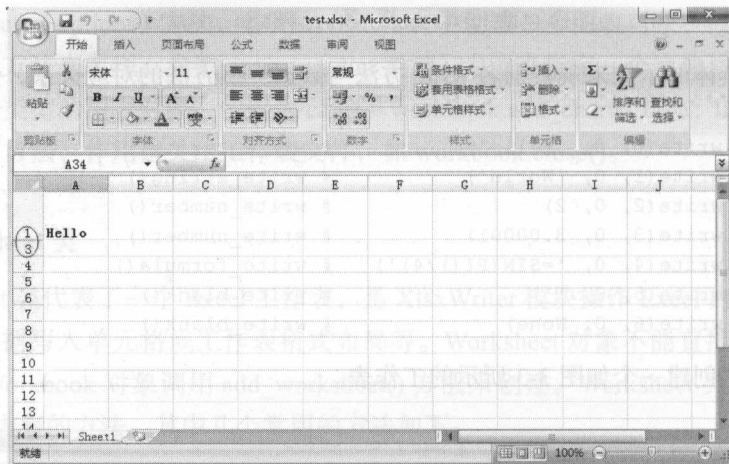 test.xlsx - Microsoft Excel
开始 插入 页面布局 公式 数据 审阅 视图
宋体 11 常规 条件格式 插入 Σ
粘贴 B I U A A % , 套用表格格式 删除 排序和筛选 查找和选择
A 单元格样式 格式
剪贴板 字体 对齐方式 数字 样式 单元格 编辑
A34 fx
A B C D E F G H I J
1 Hello
3
4
5
6
7
8
9
10
11
12
13
14
Sheet1
就绪 100%